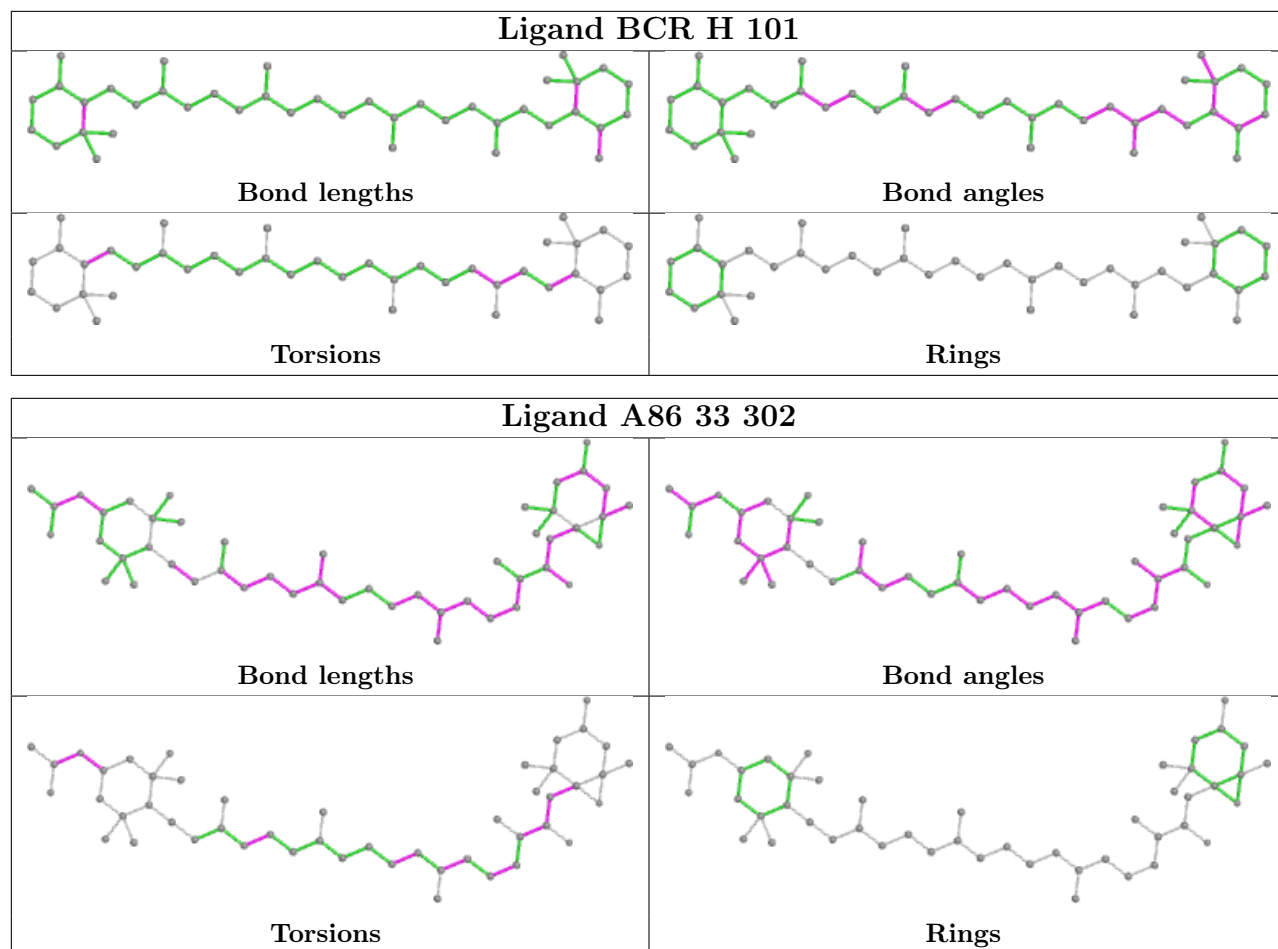 Ligand BCR H 101
Bond lengths
Bond angles
Torsions
Rings
Ligand A86 33 302
Bond lengths
Bond angles
Torsions
Rings